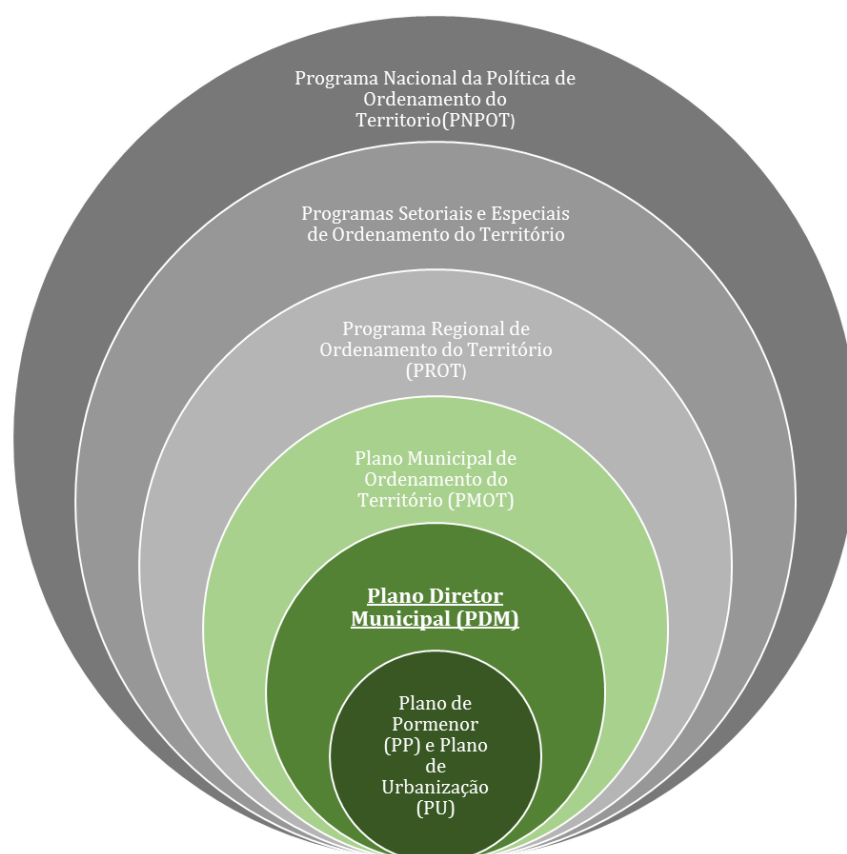 Programa Nacional da Política de
Ordenamento do
Territorio(PNPOT)
Programas Setoriais e Especiais
de Ordenamento do Território
Programa Regional de
Ordenamento do Território
(PROT)
Plano Municipal de
Ordenamento do
Território (PMOT)
Plano Diretor
Municipal (PDM)
Plano de
Pormenor
(PP) e Plano
de
Urbanização
(PU)